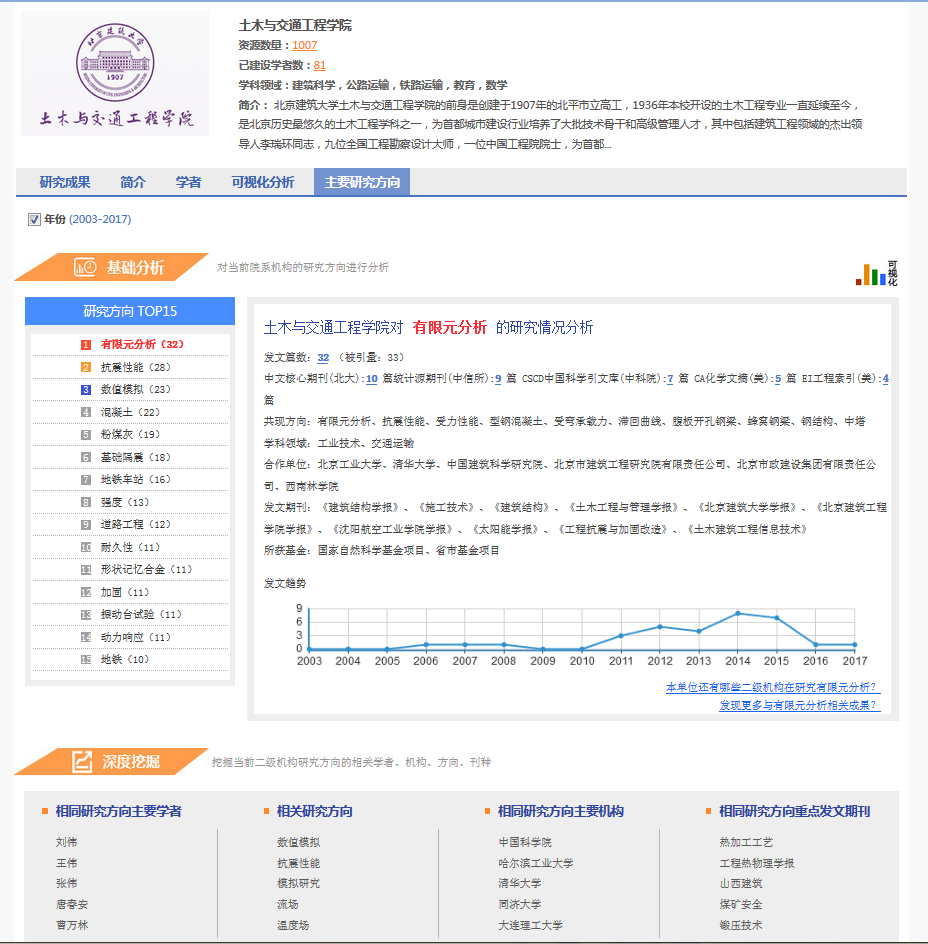 北京建筑大学
1907
土木与交通工程学院
土木与交通工程学院
资源数量：1007
已建设学者数：81
学科领域：建筑科学，公路运输，铁路运输，教育，数学
简介： 北京建筑大学土木与交通工程学院的前身是创建于1907年的北平市立高工，1936年本校开设的土木工程专业一直延续至今，
是北京历史最悠久的土木工程学科之一，为首都城市建设行业培养了大批技术骨干和高级管理人才，其中包括建筑工程领域的杰出领
导人李瑞环同志，九位全国工程勘察设计大师，一位中国工程院院士，为首都...
研究成果 简介 学者 可视化分析 主要研究方向
年份 (2003-2017)
基础分析 对当前院系机构的研究方向进行分析
可视化
研究方向 TOP15
1 有限元分析（32）
2 抗震性能（28）
3 数值模拟（23）
4 混凝土（22）
5 粉煤灰（19）
6 基础隔震（18）
7 地铁车站（16）
8 强度（13）
9 道路工程（12）
10 耐久性（11）
11 形状记忆合金（11）
12 加固（11）
13 振动台试验（11）
14 动力响应（11）
15 地铁（10）
土木与交通工程学院对 有限元分析 的研究情况分析
发文篇数：32 （被引量：33）
中文核心期刊(北大):10 篇统计源期刊(中信所):9 篇 CSCD中国科学引文库(中科院):7 篇 CA化学文摘(美):5 篇 EI工程索引(美):4
篇
共现方向：有限元分析、抗震性能、受力性能、型钢混凝土、受弯承载力、滞回曲线、腹板开孔钢梁、蜂窝钢梁、钢结构、中塔
学科领域：工业技术、交通运输
合作单位：北京工业大学、清华大学、中国建筑科学研究院、北京市建筑工程研究院有限责任公司、北京市政建设集团有限责任公
司、西南林学院
发文期刊：《建筑结构学报》、《施工技术》、《建筑结构》、《土木工程与管理学报》、《北京建筑大学学报》、《北京建筑工程
学院学报》、《沈阳航空工业学院学报》、《太阳能学报》、《工程抗震与加固改造》、《土木建筑工程信息技术》
所获基金：国家自然科学基金项目、省市基金项目
发文趋势
9
6
3
0
2003 2004 2005 2006 2007 2008 2009 2010 2011 2012 2013 2014 2015 2016 2017
本单位还有哪些二级机构在研究有限元分析？
发现更多与有限元分析相关成果？
深度挖掘 挖掘当前二级机构研究方向的相关学者、机构、方向、刊种
相同研究方向主要学者
刘伟
王伟
张伟
唐春安
曹万林
相关研究方向
数值模拟
抗震性能
模拟研究
流场
温度场
相同研究方向主要机构
中国科学院
哈尔滨工业大学
清华大学
同济大学
大连理工大学
相同研究方向重点发文期刊
热加工工艺
工程热物理学报
山西建筑
煤矿安全
锻压技术